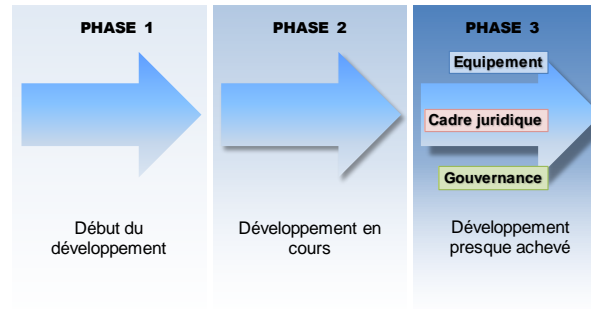 PHASE 1
Début du
développement
PHASE 2
Développement en
cours
PHASE 3
Equipement
Cadre juridique
Gouvernance
Développement
presque achevé